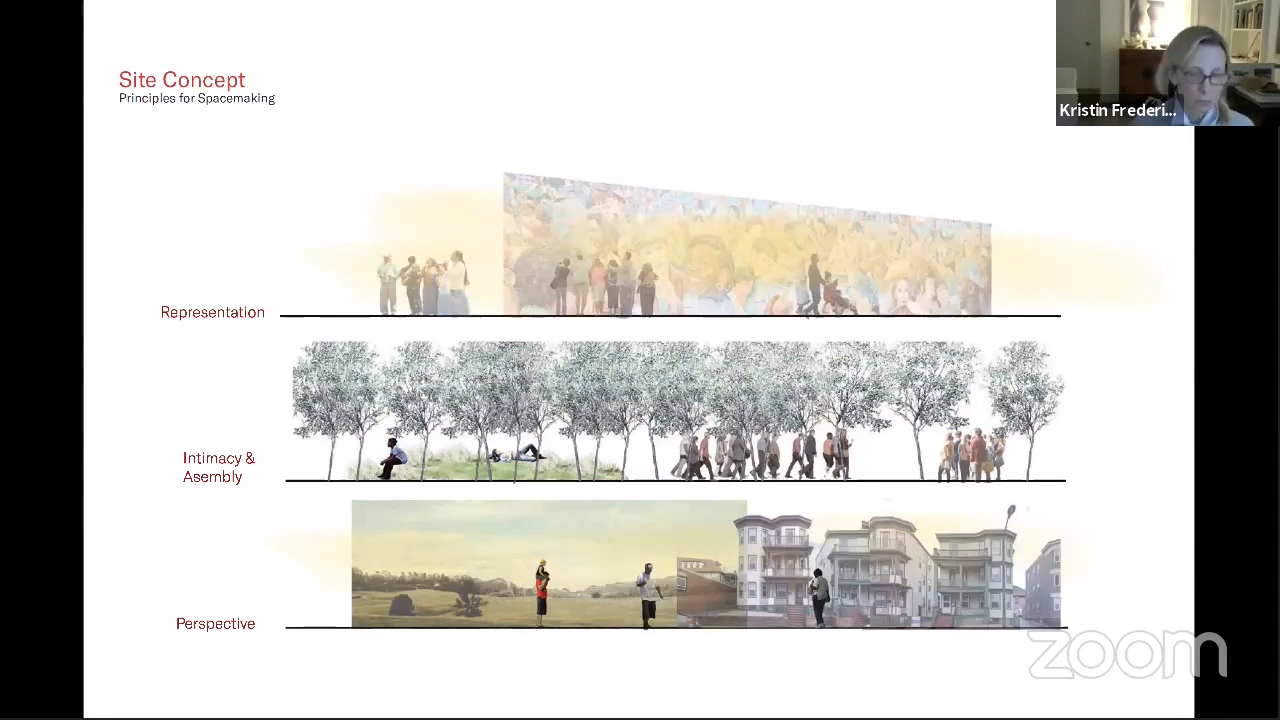 Site Concept
Principles for Spacemaking
Kristin Frederi...
Representation
Intimacy &
Asembly
Perspective
zoom